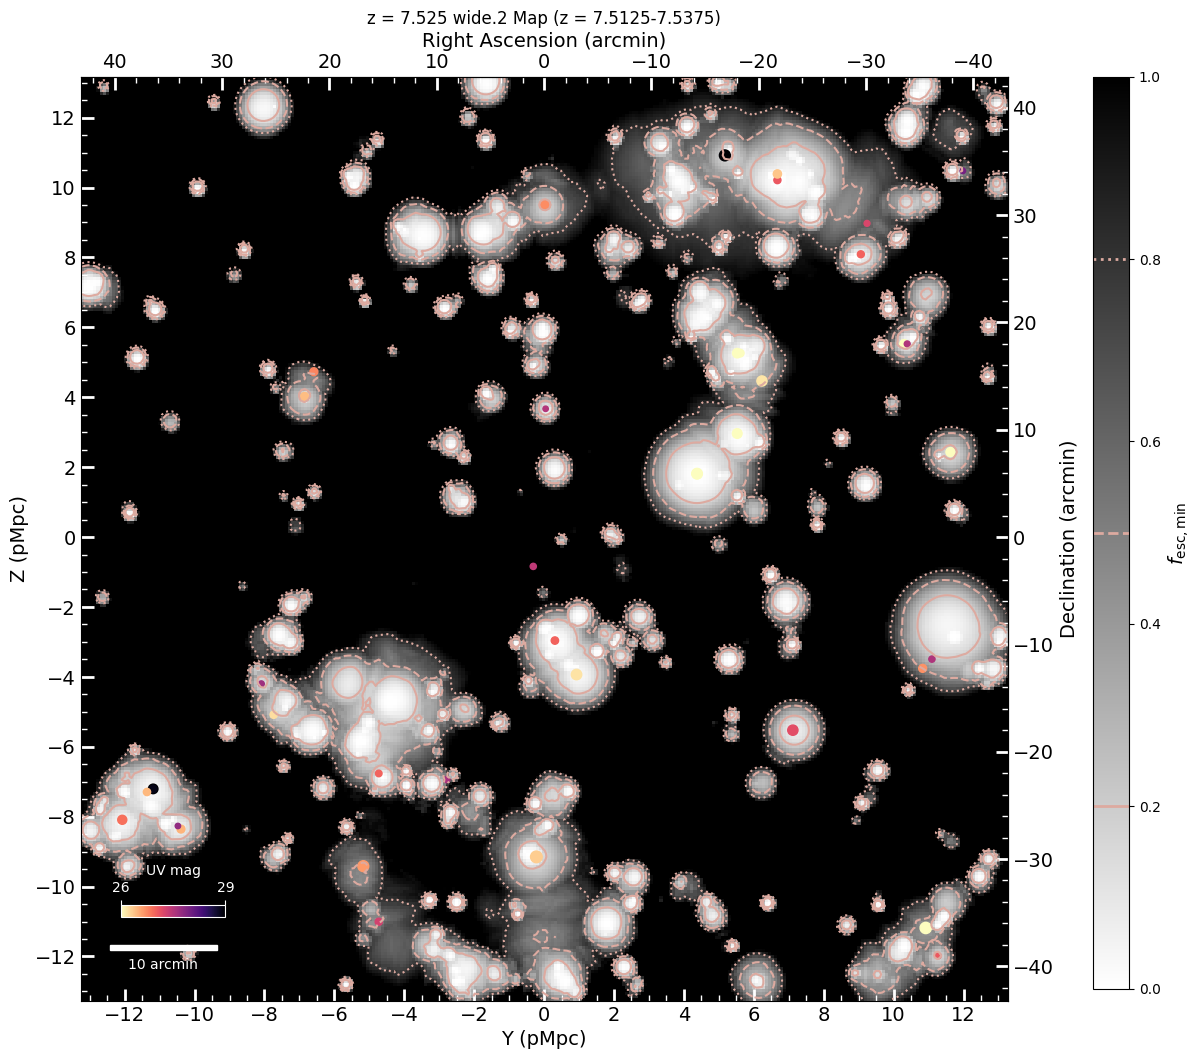 z = 7.525 wide.2 Map (z = 7.5125-7.5375)
Right Ascension (arcmin)
40 30 20 10 0 −10 −20 −30 −40
12 10 8 6 4 2 0 −2 −4 −6 −8 −10 −12
Z (pMpc)
40 30 20 10 0 −10 −20 −30 −40
Declination (arcmin)
1.0 0.8 0.6 0.4 0.2 0.0
f_esc,min
UV mag
26 29
10 arcmin
−12 −10 −8 −6 −4 −2 0 2 4 6 8 10 12
Y (pMpc)